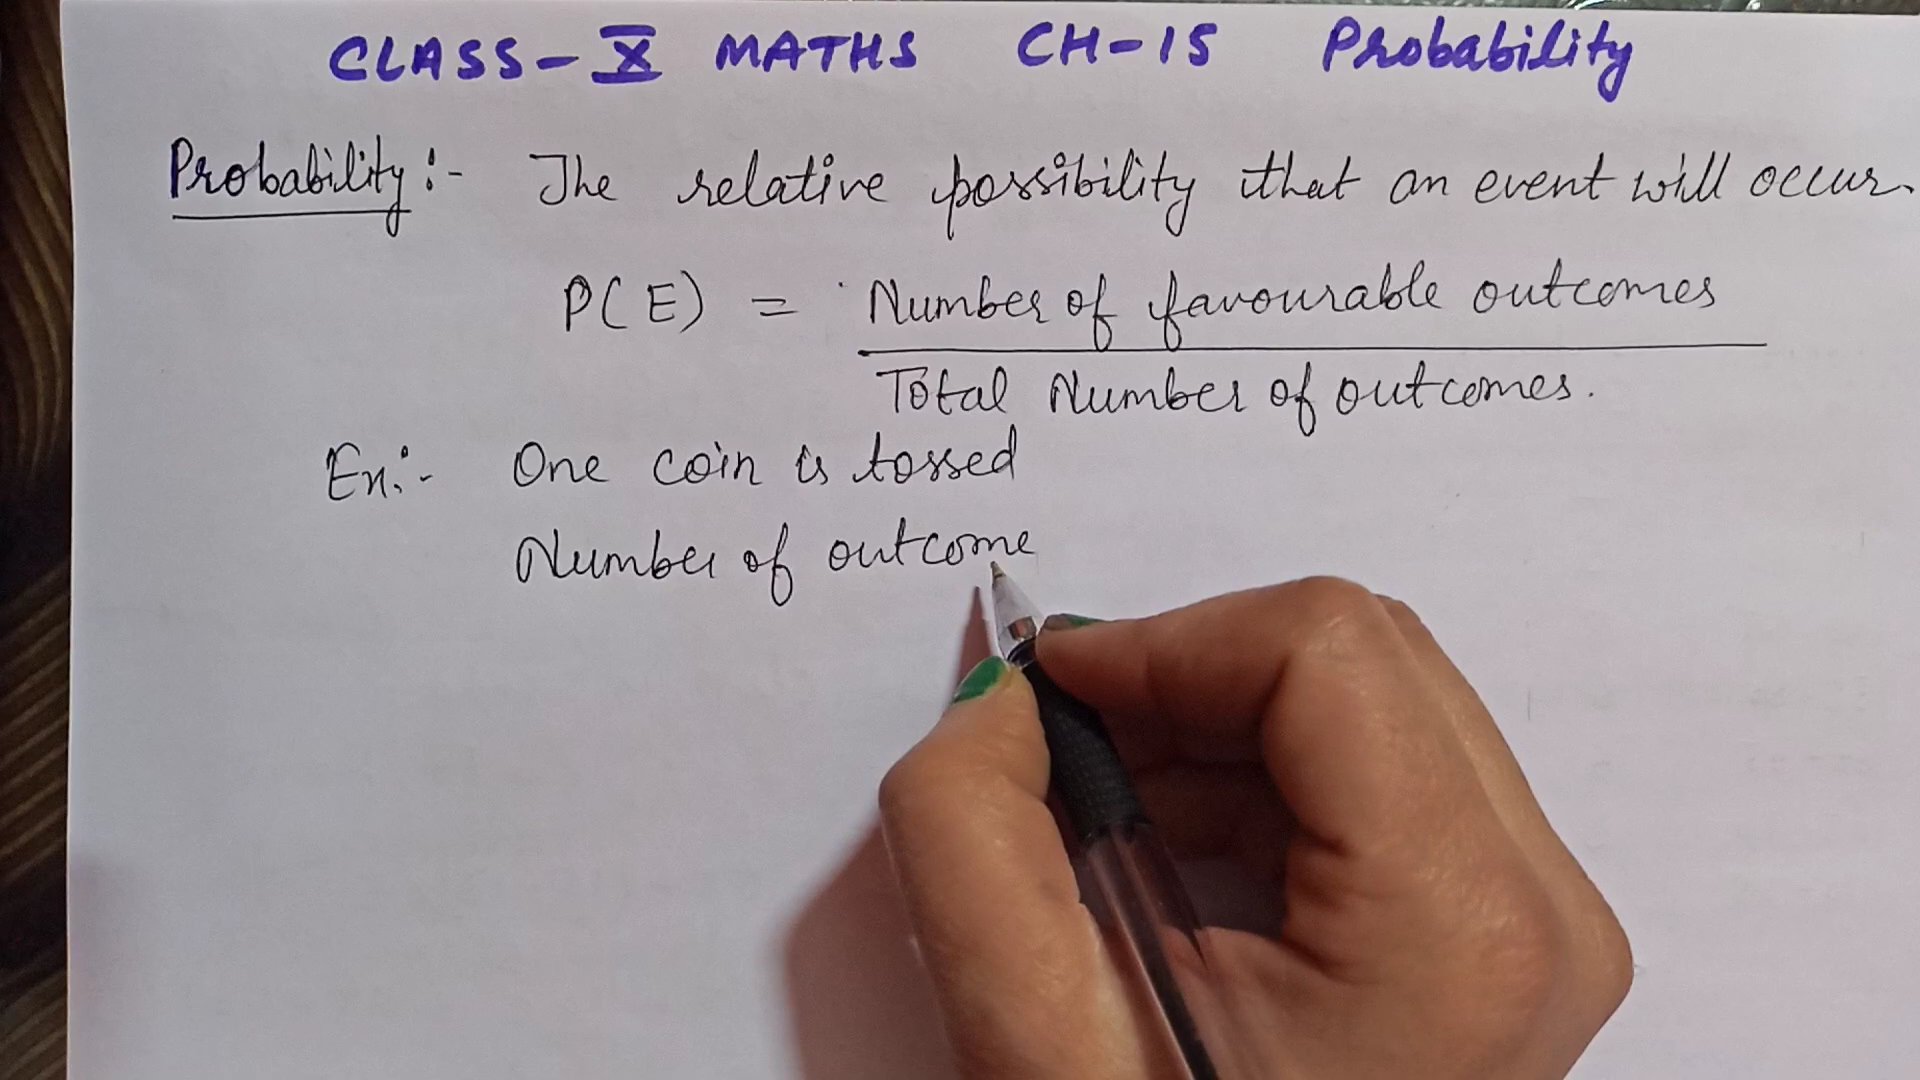 CLASS-X MATHS CH-15 Probability
Probability:- The relative possibility that an event will occur.
P(E) = Number of favourable outcomes
Total Number of outcomes.
Ex:- One coin is tossed
Number of outcome